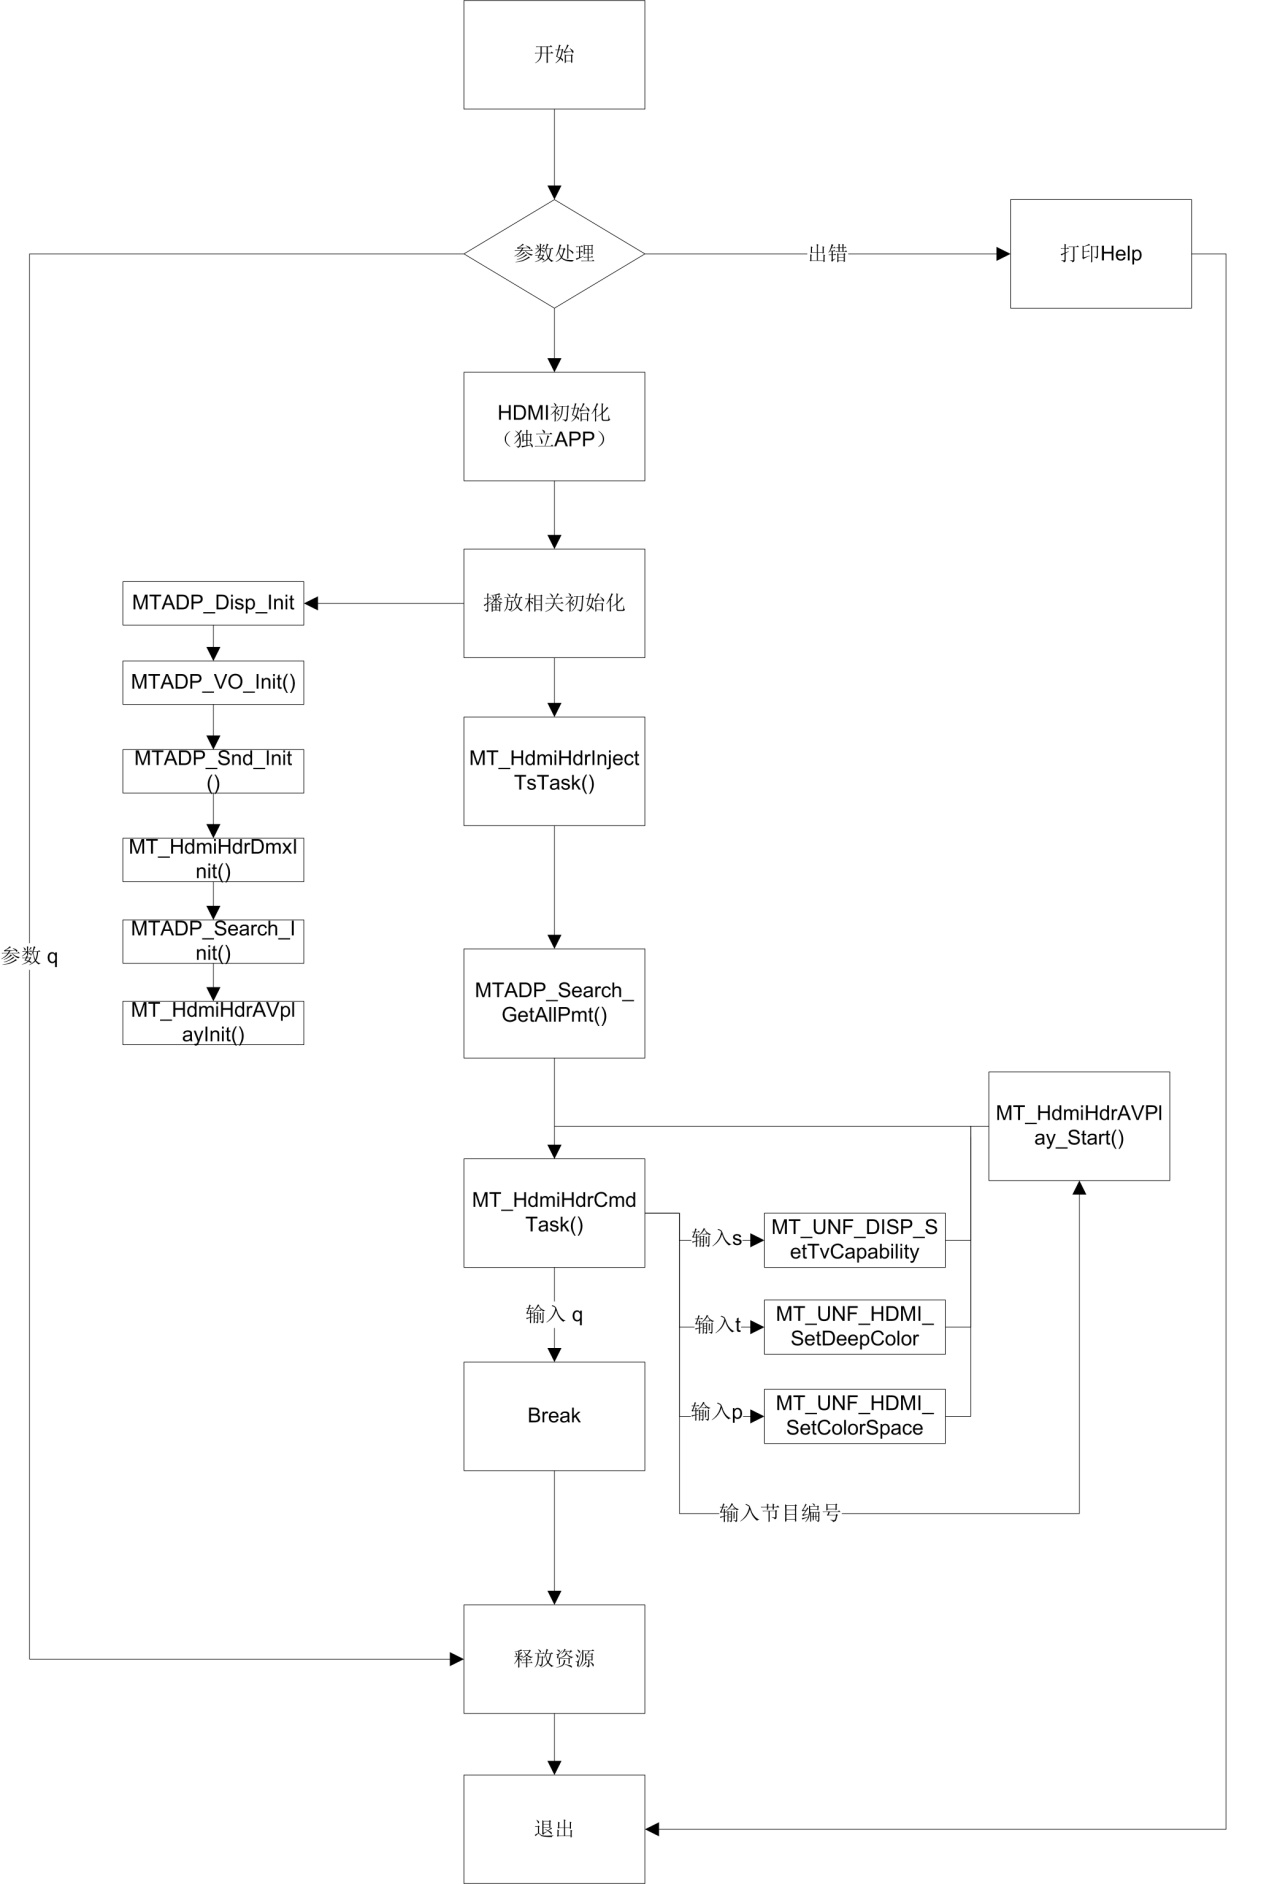 开始
参数处理
出错
打印Help
HDMI初始化
（独立APP）
播放相关初始化
MTADP_Disp_Init
MTADP_VO_Init()
MTADP_Snd_Init
()
MT_HdmiHdrDmxI
nit()
MTADP_Search_I
nit()
MT_HdmiHdrAVpl
ayInit()
参数 q
MT_HdmiHdrInject
TsTask()
MTADP_Search_
GetAllPmt()
MT_HdmiHdrAVPl
ay_Start()
MT_HdmiHdrCmd
Task()
输入s
MT_UNF_DISP_S
etTvCapability
输入t
MT_UNF_HDMI_
SetDeepColor
输入p
MT_UNF_HDMI_
SetColorSpace
输入 q
Break
输入节目编号
释放资源
退出